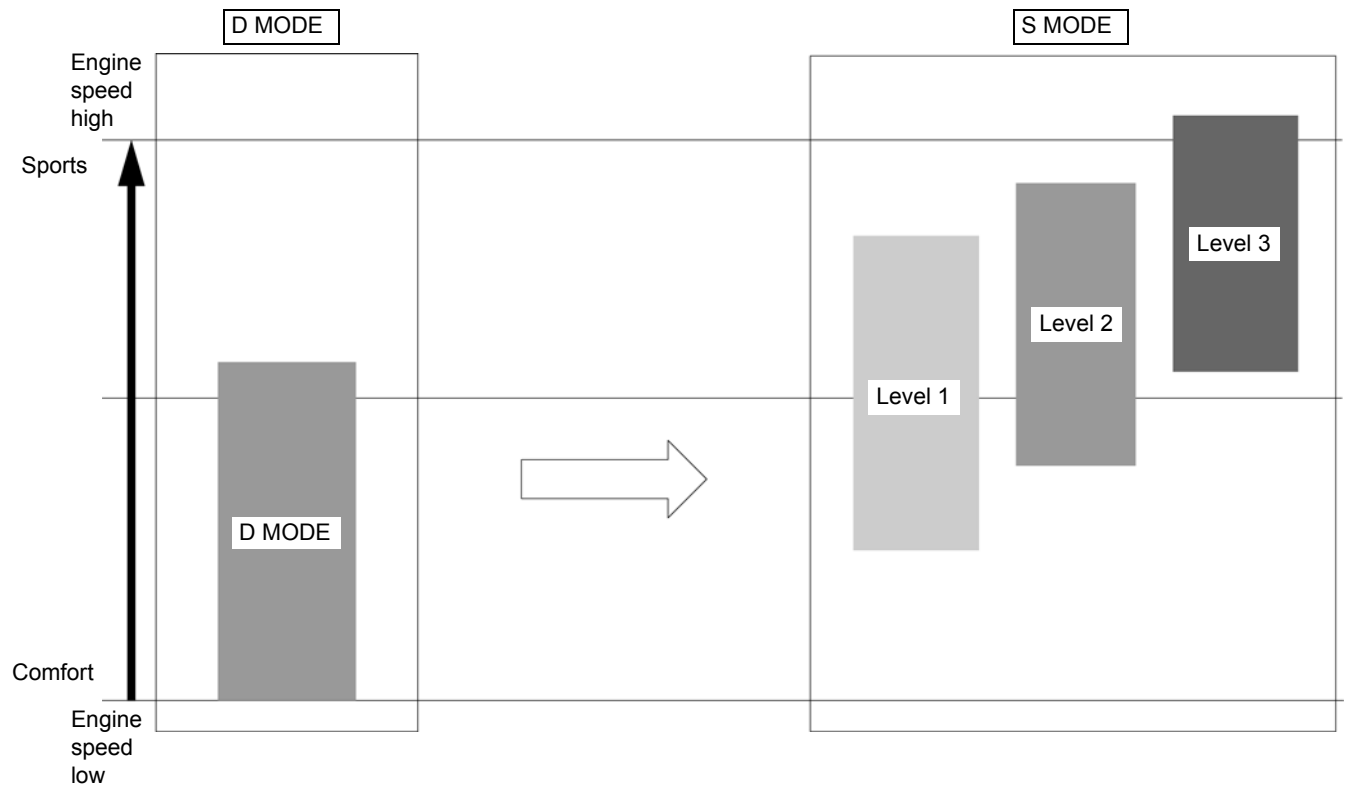 D MODE
S MODE
Engine
speed
high
Sports
Level 3
Level 2
Level 1
D MODE
Comfort
Engine
speed
low